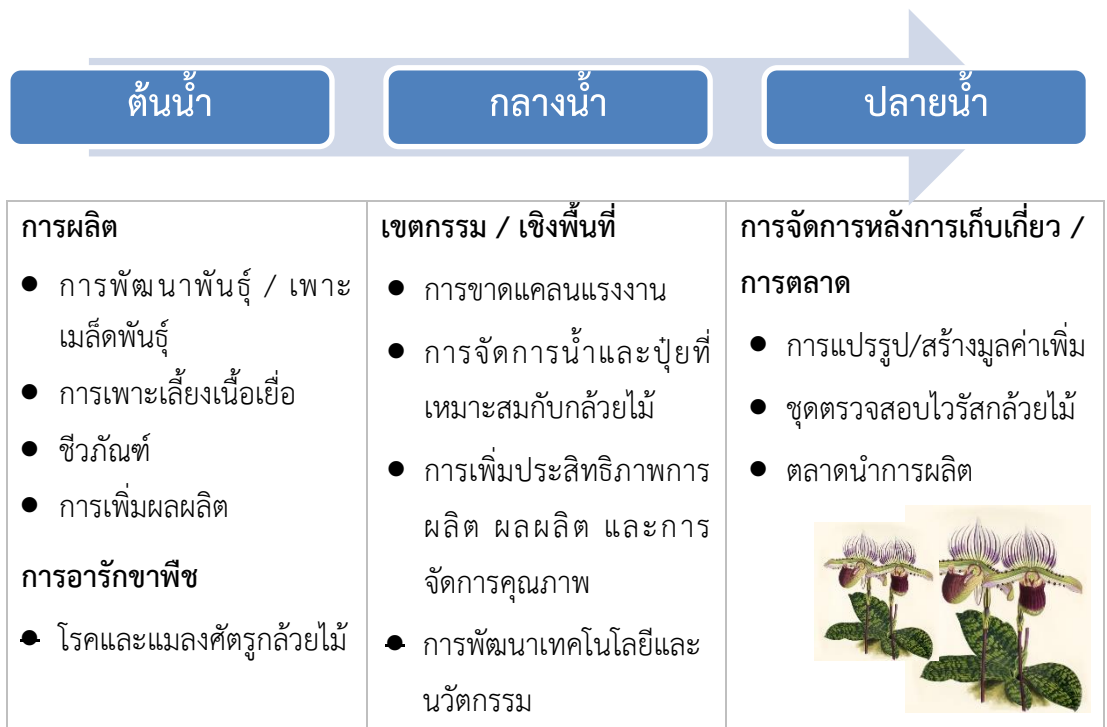 ต้นน้ำ
กลางน้ำ
ปลายน้ำ
การผลิต
● การพัฒนาพันธุ์ / เพาะ
เมล็ดพันธุ์
● การเพาะเลี้ยงเนื้อเยื่อ
● ชีวภัณฑ์
● การเพิ่มผลผลิต
การอารักขาพืช
● โรคและแมลงศัตรูกล้วยไม้
เขตกรรม / เชิงพื้นที่
● การขาดแคลนแรงงาน
● การจัดการน้ำและปุ๋ยที่
เหมาะสมกับกล้วยไม้
● การเพิ่มประสิทธิภาพการ
ผลิต ผลผลิต และการ
จัดการคุณภาพ
● การพัฒนาเทคโนโลยีและ
นวัตกรรม
การจัดการหลังการเก็บเกี่ยว /
การตลาด
● การแปรรูป/สร้างมูลค่าเพิ่ม
● ชุดตรวจสอบไวรัสกล้วยไม้
● ตลาดนำการผลิต